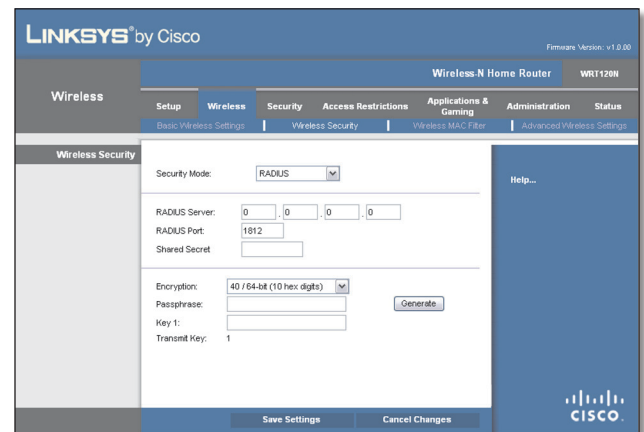 LINKSYS® by Cisco
Firmware Version: v1.0.00
Wireless-N Home Router WRT120N
Wireless
Setup Wireless Security Access Restrictions Applications & Gaming Administration Status
Basic Wireless Settings Wireless Security Wireless MAC Filter Advanced Wireless Settings
Wireless Security
Security Mode: RADIUS
Help...
RADIUS Server: 0 . 0 . 0 . 0
RADIUS Port: 1812
Shared Secret
Encryption: 40 / 64-bit (10 hex digits)
Passphrase: Generate
Key 1:
Transmit Key: 1
Save Settings Cancel Changes
CISCO